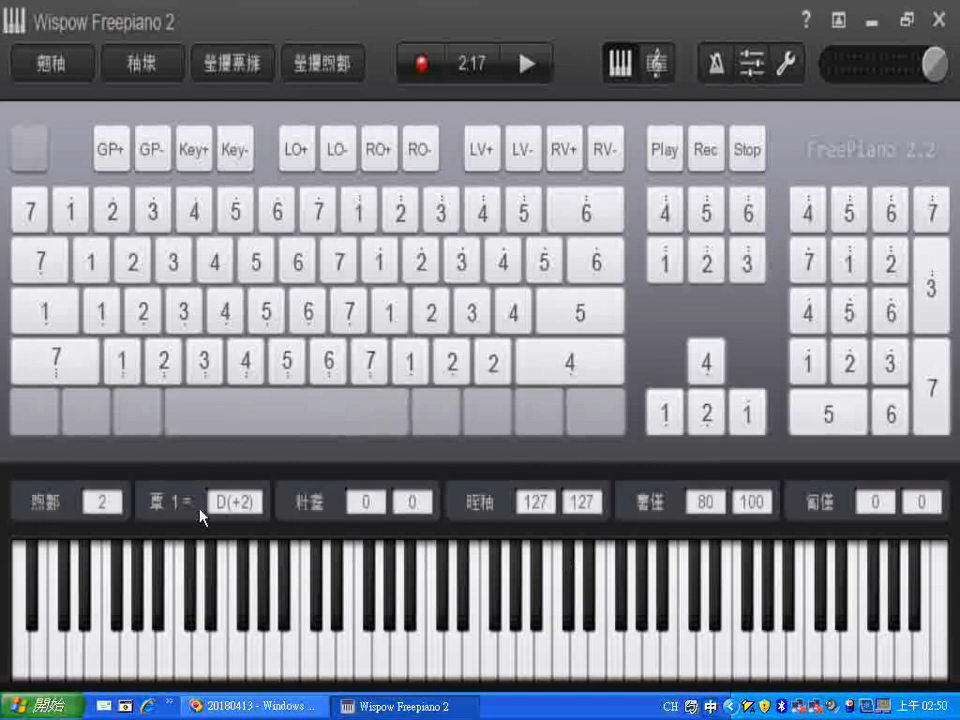 Wispow Freepiano 2 ?
2:17
GP+ GP- Key+ Key- LO+ LO- RO+ RO- LV+ LV- RV+ RV- Play Rec Stop FreePiano 2.2
7 1 2 3 4 5 6 7 1 2 3 4 5 6 4 5 6 4 5 6 7
7 1 2 3 4 5 6 7 1 2 3 4 5 6 1 2 3 7 1 2 3
1 1 2 3 4 5 6 7 1 2 3 4 5 4 5 6
7 1 2 3 4 5 6 7 1 2 2 4 4 1 2 3 7
1 2 1 5 6
2 1 = D(+2) 0 0 127 127 80 100 0 0
開始 20180413 - Windows ... Wispow Freepiano 2 CH 中 上午 02:50